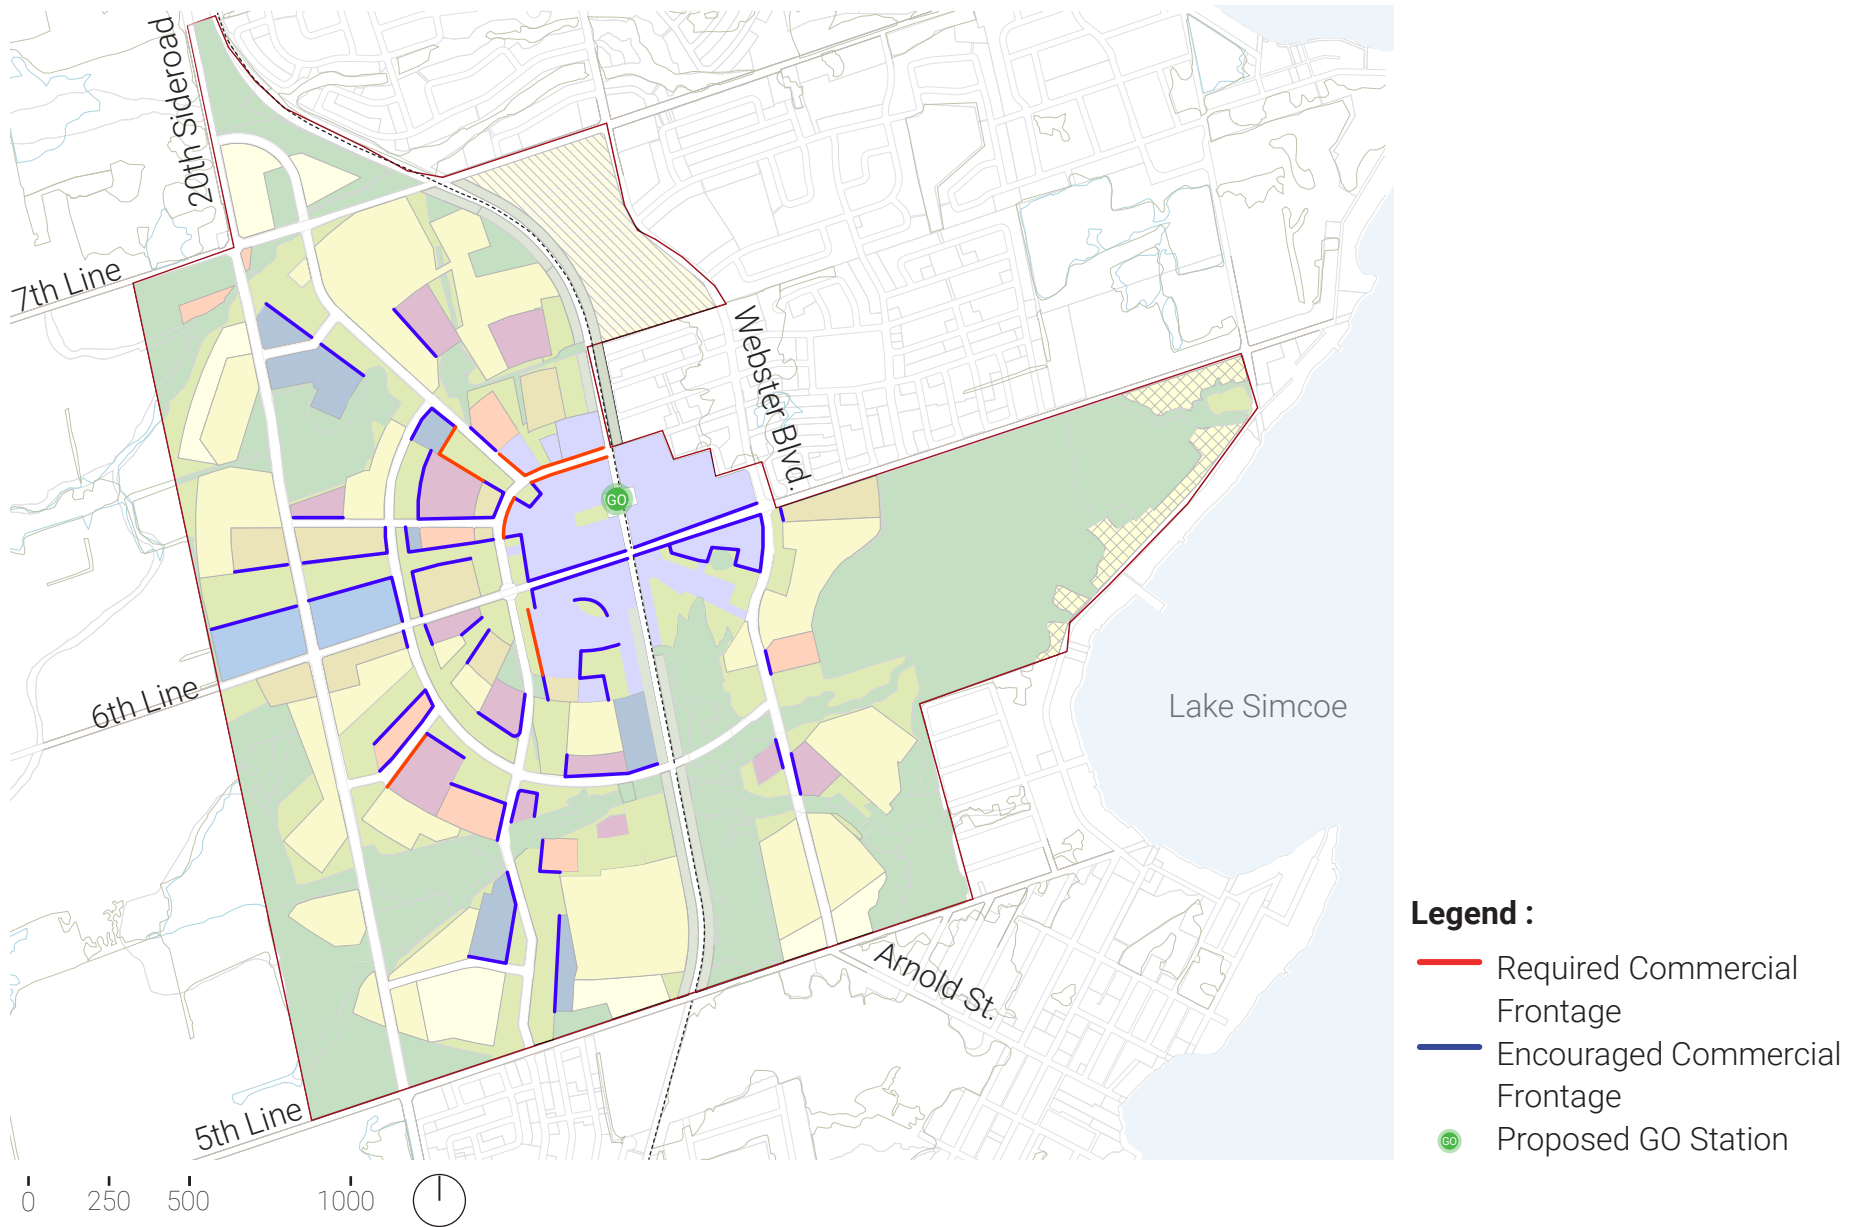 20th Sideroad
7th Line
Webster Blvd.
GO
6th Line
Lake Simcoe
Arnold St.
5th Line
0 250 500 1000
Legend :
Required Commercial
Frontage
Encouraged Commercial
Frontage
GO Proposed GO Station